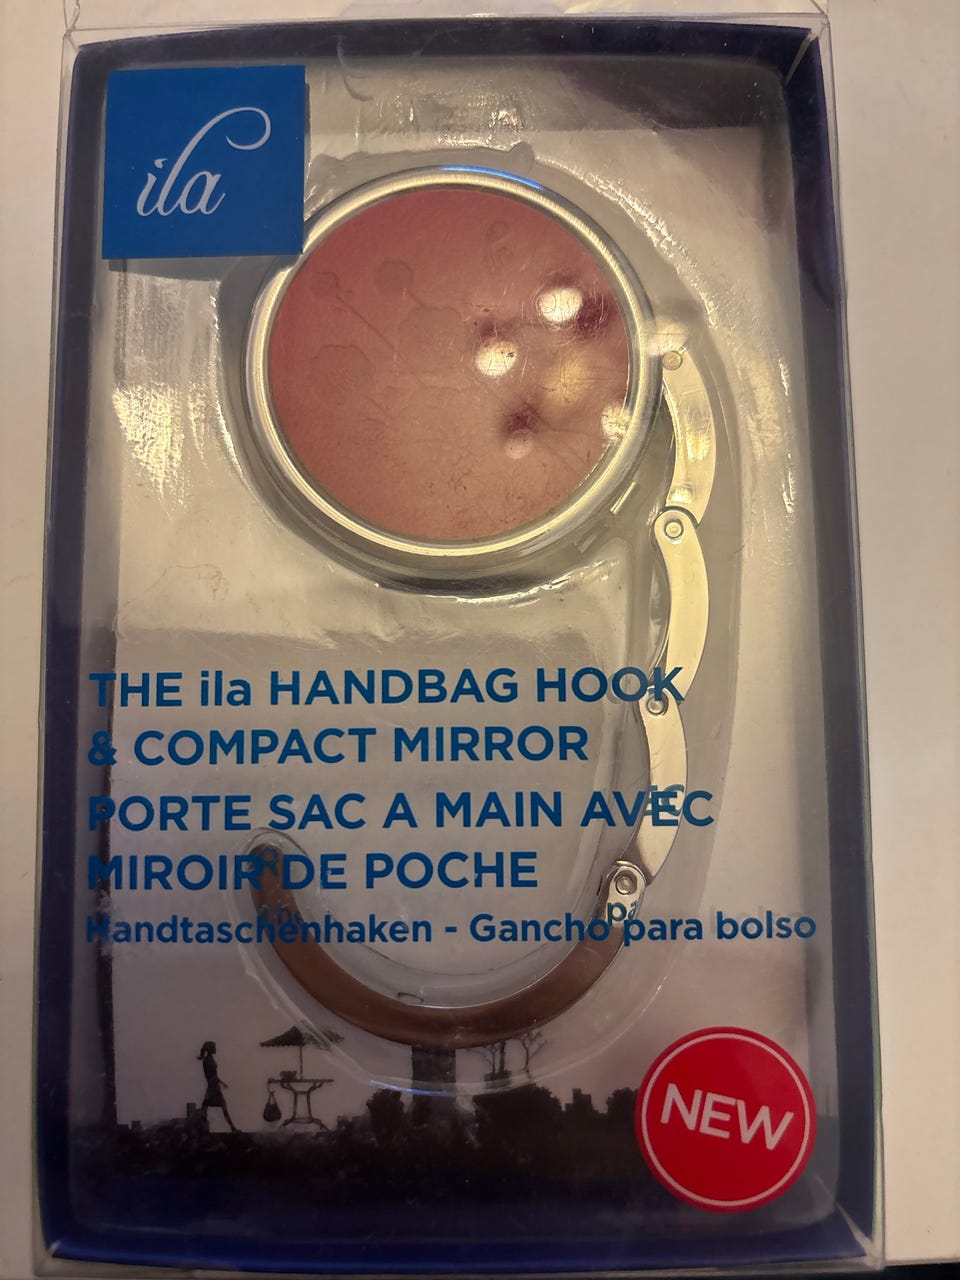 ila
THE ila HANDBAG HOOK
& COMPACT MIRROR
PORTE SAC A MAIN AVEC
MIROIR DE POCHE
Handtaschenhaken - Gancho para bolso
NEW